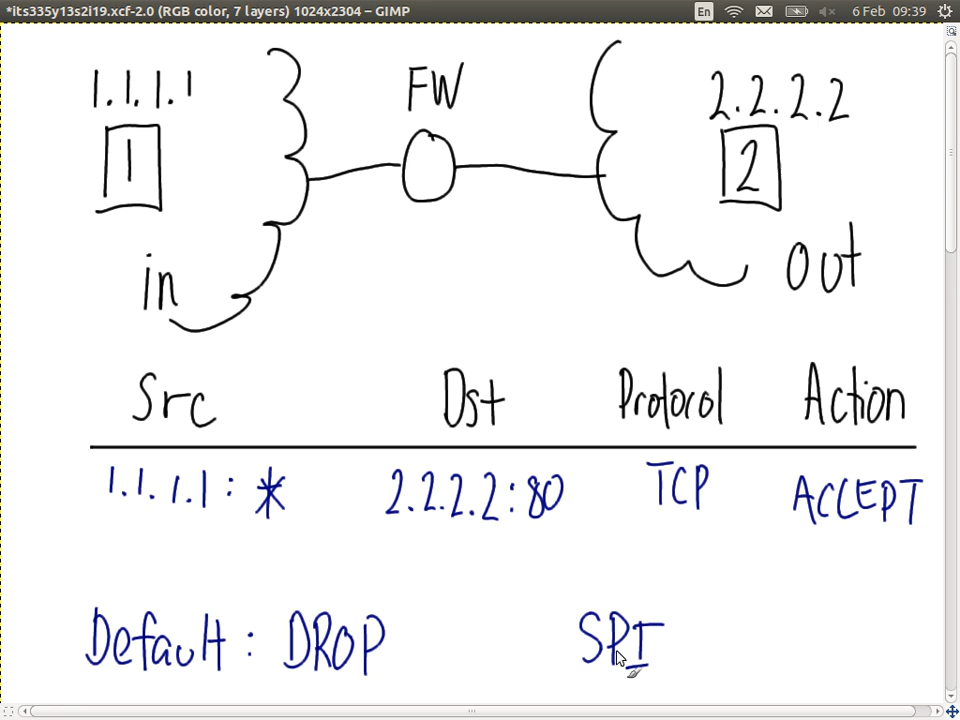 *its335y13s2i19.xcf-2.0 (RGB color, 7 layers) 1024x2304 – GIMP En 6 Feb 09:39
1.1.1.1 FW 2.2.2.2
1 2
in out
Src Dst Protocol Action
1.1.1.1 : * 2.2.2.2:80 TCP ACCEPT
Default : DROP SPI